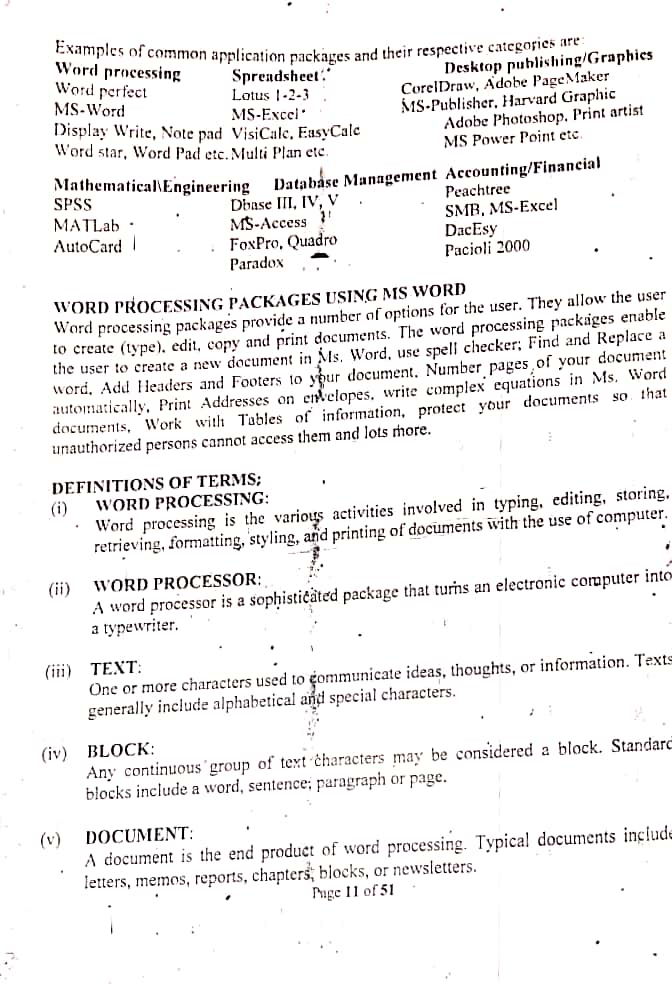 Examples of common application packages and their respective categories are:
Word processing Spreadsheet: Desktop publishing/Graphics
Word perfect Lotus 1-2-3 CorelDraw, Adobe PageMaker
MS-Word MS-Excel MS-Publisher, Harvard Graphic
Display Write, Note pad VisiCalc, EasyCalc Adobe Photoshop, Print artist
Word star, Word Pad etc. Multi Plan etc. MS Power Point etc.
Mathematical\Engineering Database Management Accounting/Financial
SPSS Dbase III, IV, V Peachtree
MATLab MS-Access SMB, MS-Excel
AutoCard FoxPro, Quadro DacEsy
Paradox Pacioli 2000
WORD PROCESSING PACKAGES USING MS WORD
Word processing packages provide a number of options for the user. They allow the user
to create (type), edit, copy and print documents. The word processing packages enable
the user to create a new document in Ms. Word, use spell checker; Find and Replace a
word, Add Headers and Footers to your document, Number pages of your document
automatically, Print Addresses on envelopes, write complex equations in Ms. Word
documents, Work with Tables of information, protect your documents so that
unauthorized persons cannot access them and lots more.
DEFINITIONS OF TERMS;
(i) WORD PROCESSING:
Word processing is the various activities involved in typing, editing, storing,
retrieving, formatting, styling, and printing of documents with the use of computer.
(ii) WORD PROCESSOR:
A word processor is a sophisticated package that turns an electronic computer into
a typewriter.
(iii) TEXT:
One or more characters used to communicate ideas, thoughts, or information. Texts
generally include alphabetical and special characters.
(iv) BLOCK:
Any continuous group of text characters may be considered a block. Standard
blocks include a word, sentence; paragraph or page.
(v) DOCUMENT:
A document is the end product of word processing. Typical documents include
letters, memos, reports, chapters, blocks, or newsletters.
Page 11 of 51